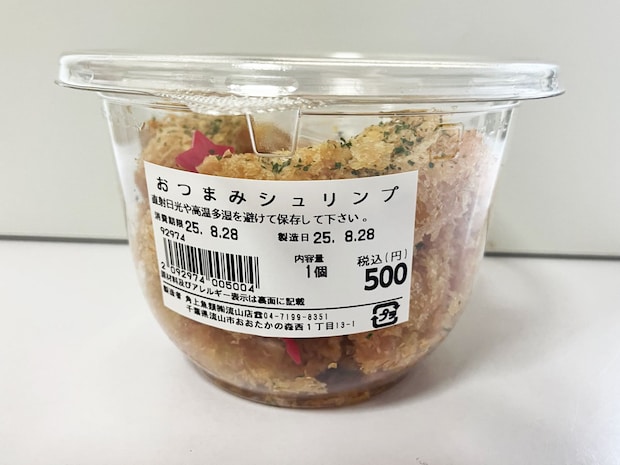 おつまみシュリンプ
直射日光や高温多湿を避けて保存して下さい。
消費期限 25. 8.28 製造日 25. 8.28
92974
内容量 税込(円)
1個 500
2 092974 005004
原材料及びアレルギー表示は裏面に記載
製造者 角上魚類㈱流山店☎04-7199-8351
千葉県流山市おおたかの森西1丁目13-1
プラ